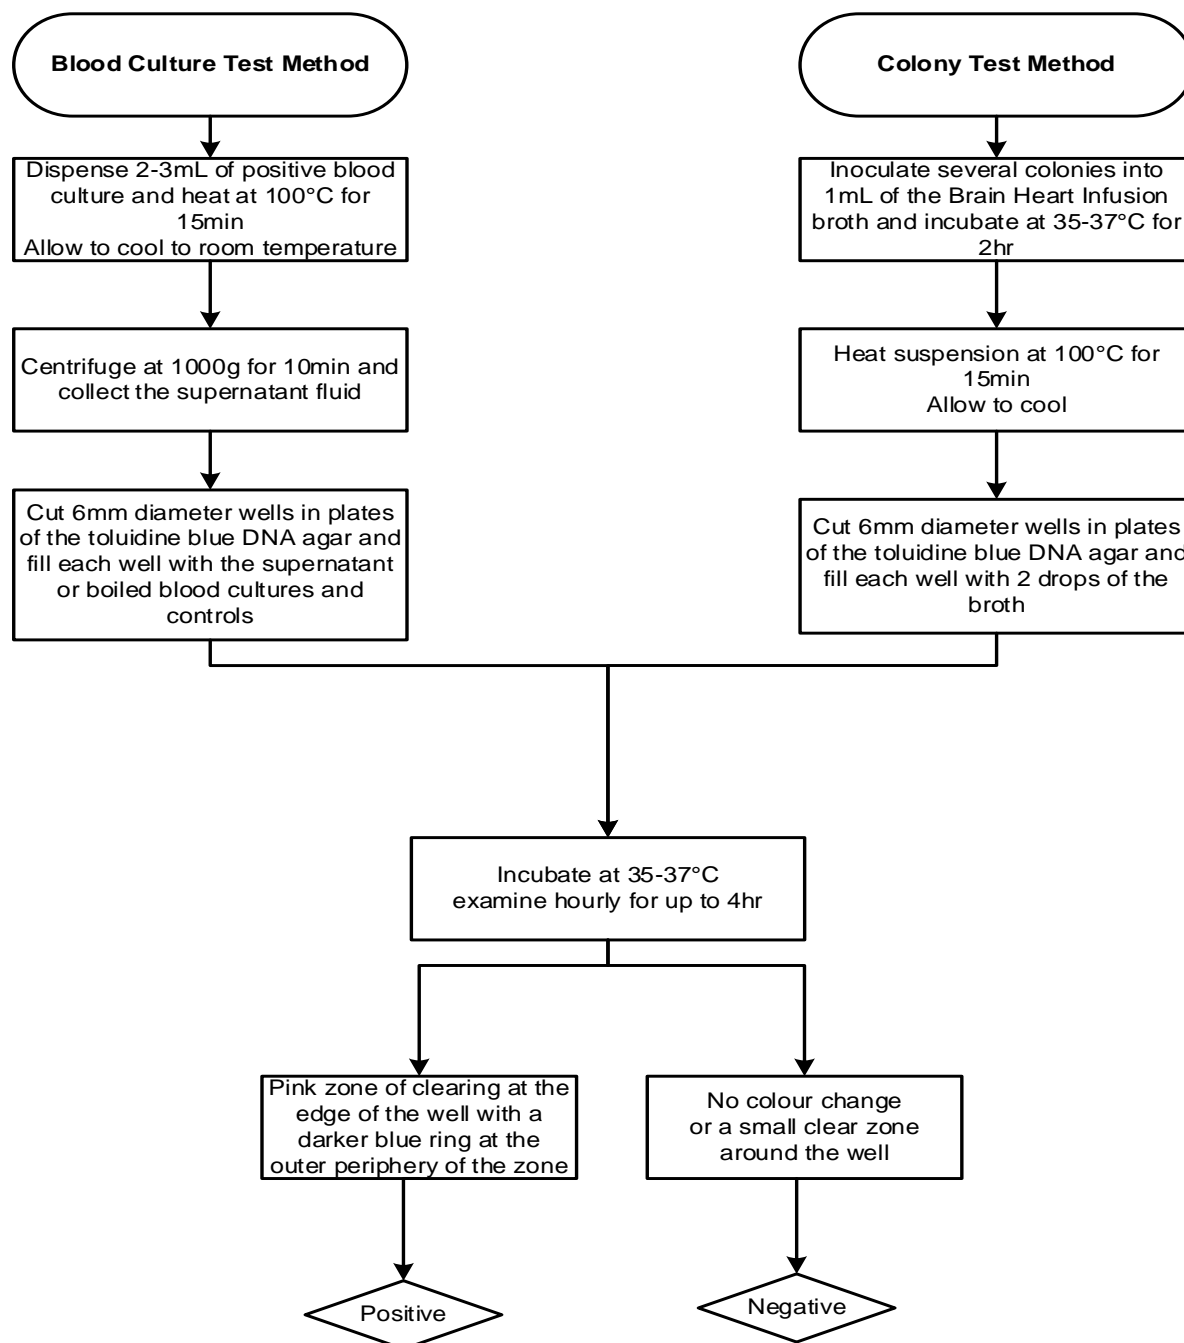 Blood Culture Test Method
Dispense 2-3mL of positive blood
culture and heat at 100°C for
15min
Allow to cool to room temperature
Centrifuge at 1000g for 10min and
collect the supernatant fluid
Cut 6mm diameter wells in plates
of the toluidine blue DNA agar and
fill each well with the supernatant
or boiled blood cultures and
controls
Colony Test Method
Inoculate several colonies into
1mL of the Brain Heart Infusion
broth and incubate at 35-37°C for
2hr
Heat suspension at 100°C for
15min
Allow to cool
Cut 6mm diameter wells in plates
of the toluidine blue DNA agar and
fill each well with 2 drops of the
broth
Incubate at 35-37°C
examine hourly for up to 4hr
Pink zone of clearing at the
edge of the well with a
darker blue ring at the
outer periphery of the zone
No colour change
or a small clear zone
around the well
Positive
Negative